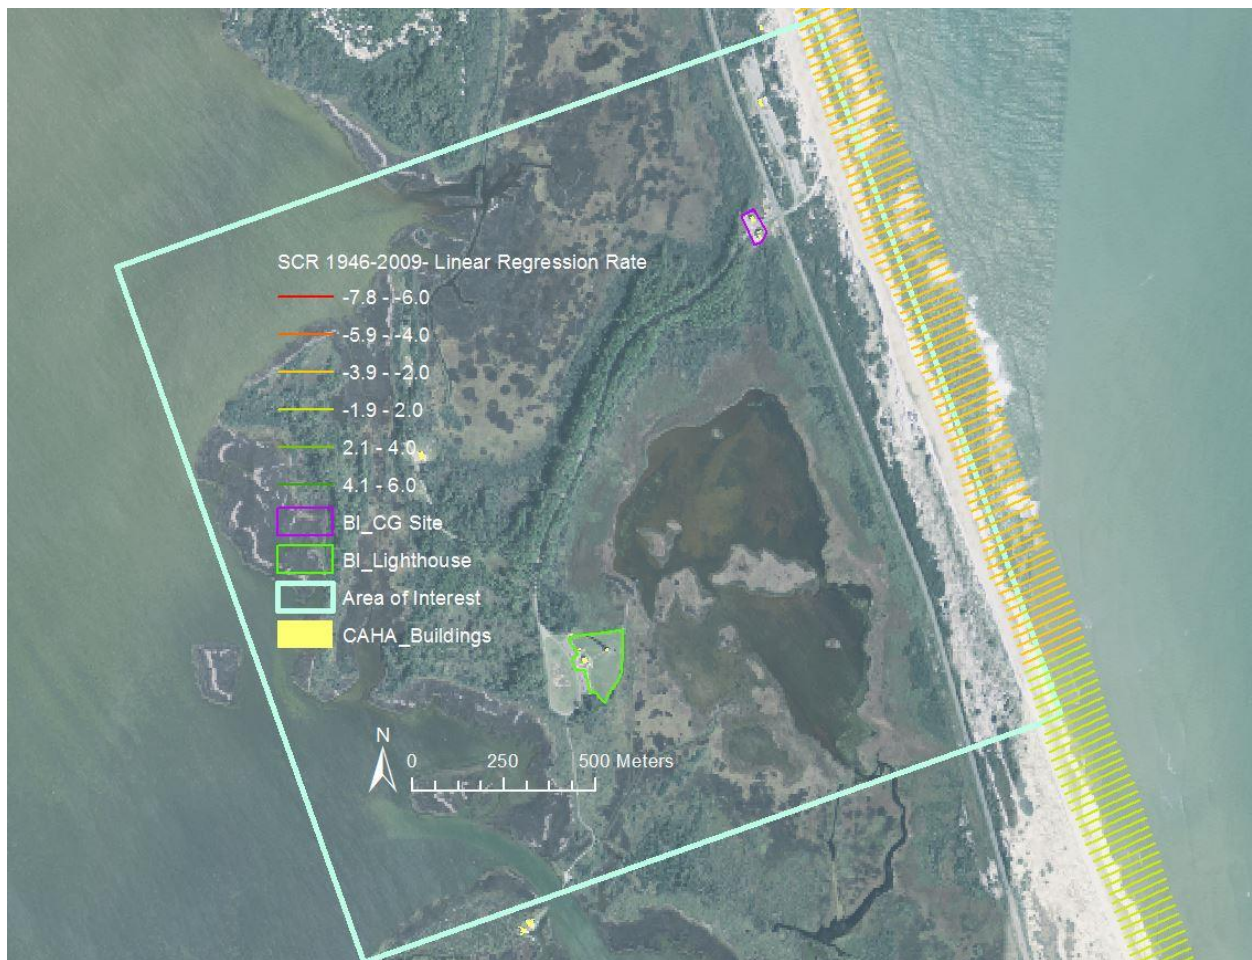 SCR 1946-2009- Linear Regression Rate
-7.8 - -6.0
-5.9 - -4.0
-3.9 - -2.0
-1.9 - 2.0
2.1 - 4.0
4.1 - 6.0
BI_CG Site
BI_Lighthouse
Area of Interest
CAHA_Buildings
N
0 250 500 Meters